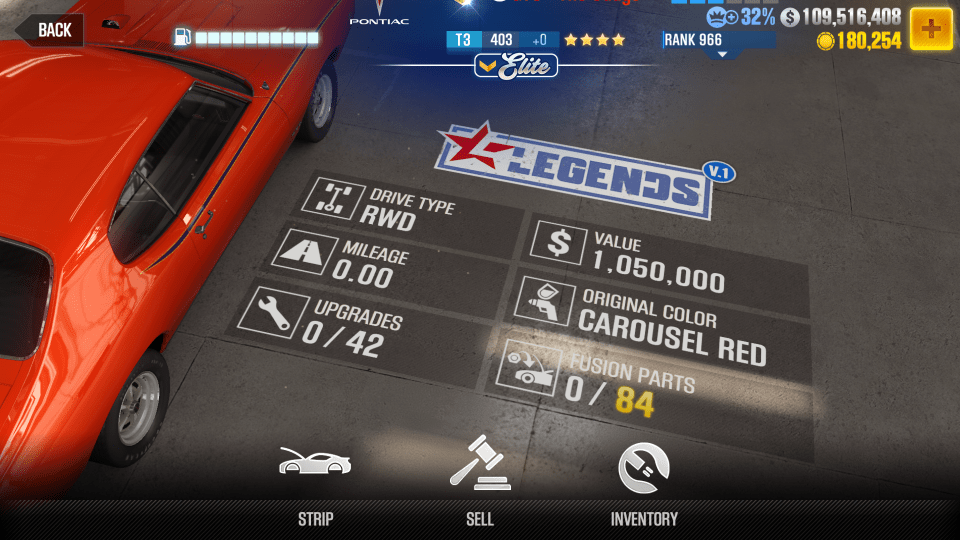 BACK
PONTIAC
32%
109,516,408
180,254
T3 403 +0
RANK 966
Elite
LEGENDS
V.1
DRIVE TYPE
RWD
MILEAGE
0.00
UPGRADES
0 / 42
VALUE
1,050,000
ORIGINAL COLOR
CAROUSEL RED
FUSION PARTS
0 / 84
STRIP
SELL
INVENTORY